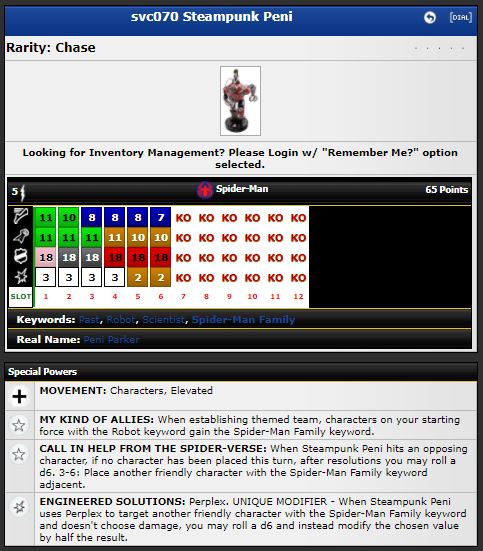 svc070 Steampunk Peni
[DIAL]
Rarity: Chase
Looking for Inventory Management? Please Login w/ "Remember Me?" option
selected.
5 Spider-Man 65 Points
11 10 8 8 8 7 KO KO KO KO KO KO
11 11 11 11 10 10 KO KO KO KO KO KO
18 18 18 18 18 18 KO KO KO KO KO KO
3 3 3 3 2 2 KO KO KO KO KO KO
SLOT 1 2 3 4 5 6 7 8 9 10 11 12
Keywords: Past, Robot, Scientist, Spider-Man Family
Real Name: Peni Parker
Special Powers
MOVEMENT: Characters, Elevated
MY KIND OF ALLIES: When establishing themed team, characters on your starting
force with the Robot keyword gain the Spider-Man Family keyword.
CALL IN HELP FROM THE SPIDER-VERSE: When Steampunk Peni hits an opposing
character, if no character has been placed this turn, after resolutions you may roll a
d6. 3-6: Place another friendly character with the Spider-Man Family keyword
adjacent.
ENGINEERED SOLUTIONS: Perplex. UNIQUE MODIFIER - When Steampunk Peni
uses Perplex to target another friendly character with the Spider-Man Family keyword
and doesn't choose damage, you may roll a d6 and instead modify the chosen value
by half the result.